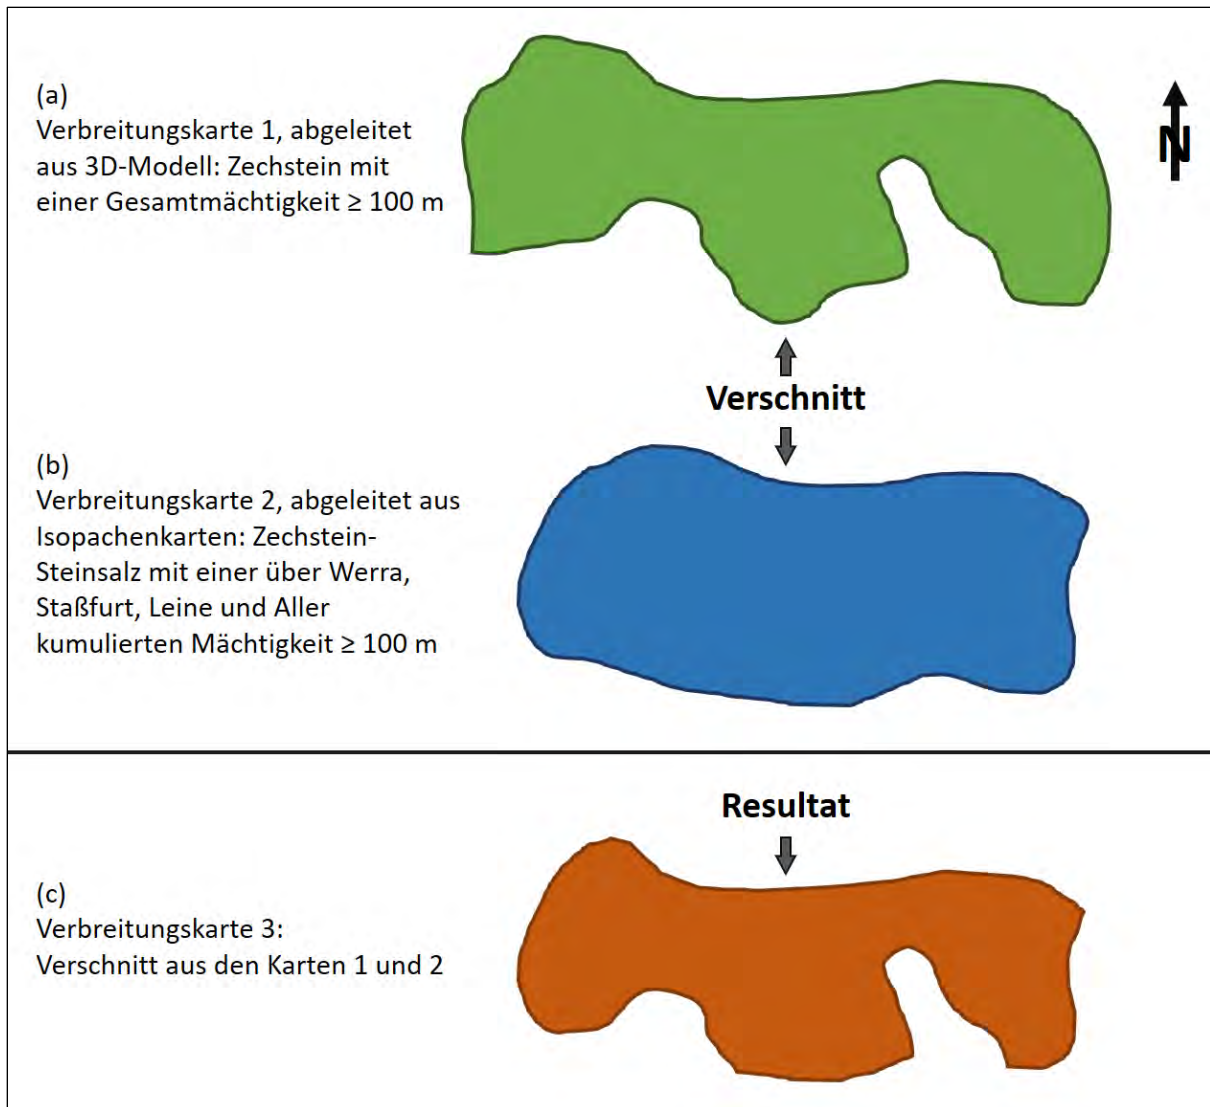 (a)
Verbreitungskarte 1, abgeleitet
aus 3D-Modell: Zechstein mit
einer Gesamtmächtigkeit ≥ 100 m
N
Verschnitt
(b)
Verbreitungskarte 2, abgeleitet aus
Isopachenkarten: Zechstein-
Steinsalz mit einer über Werra,
Staßfurt, Leine und Aller
kumulierten Mächtigkeit ≥ 100 m
Resultat
(c)
Verbreitungskarte 3:
Verschnitt aus den Karten 1 und 2